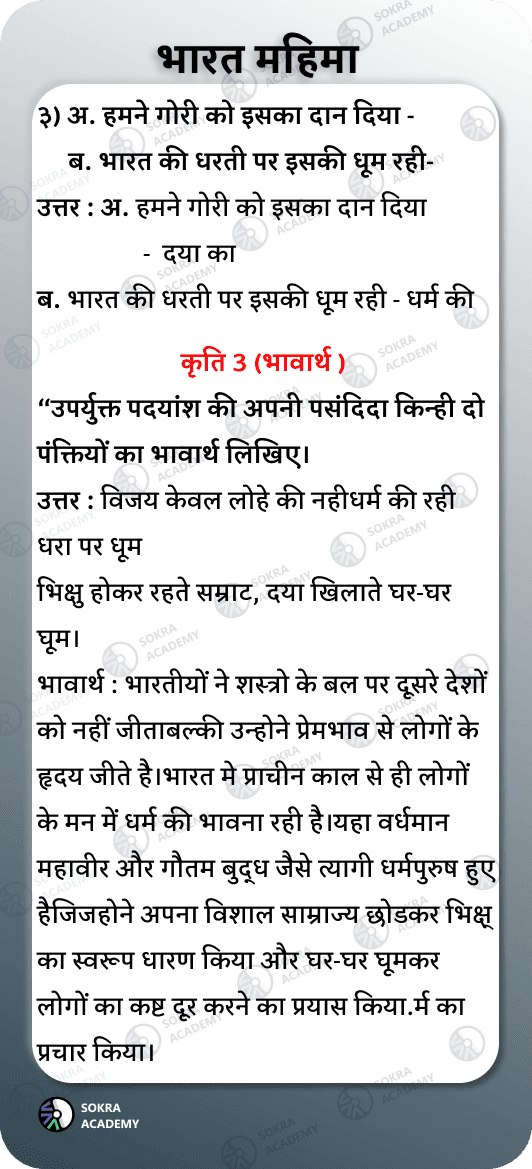 भारत महिमा
३) अ. हमने गोरी को इसका दान दिया -
ब. भारत की धरती पर इसकी धूम रही-
उत्तर : अ. हमने गोरी को इसका दान दिया
- दया का
ब. भारत की धरती पर इसकी धूम रही - धर्म की
कृति 3 (भावार्थ )
“उपर्युक्त पदयांश की अपनी पसंदिदा किन्ही दो
पंक्तियों का भावार्थ लिखिए।
उत्तर : विजय केवल लोहे की नहीधर्म की रही
धरा पर धूम
भिक्षु होकर रहते सम्राट, दया खिलाते घर-घर
घूम।
भावार्थ : भारतीयों ने शस्त्रो के बल पर दूसरे देशों
को नहीं जीताबल्की उन्होने प्रेमभाव से लोगों के
हृदय जीते है।भारत मे प्राचीन काल से ही लोगों
के मन में धर्म की भावना रही है।यहा वर्धमान
महावीर और गौतम बुद्ध जैसे त्यागी धर्मपुरुष हुए
हैजिजहोने अपना विशाल साम्राज्य छोडकर भिक्ष्
का स्वरूप धारण किया और घर-घर घूमकर
लोगों का कष्ट दूर करने का प्रयास किया.र्म का
प्रचार किया।
SOKRA
ACADEMY